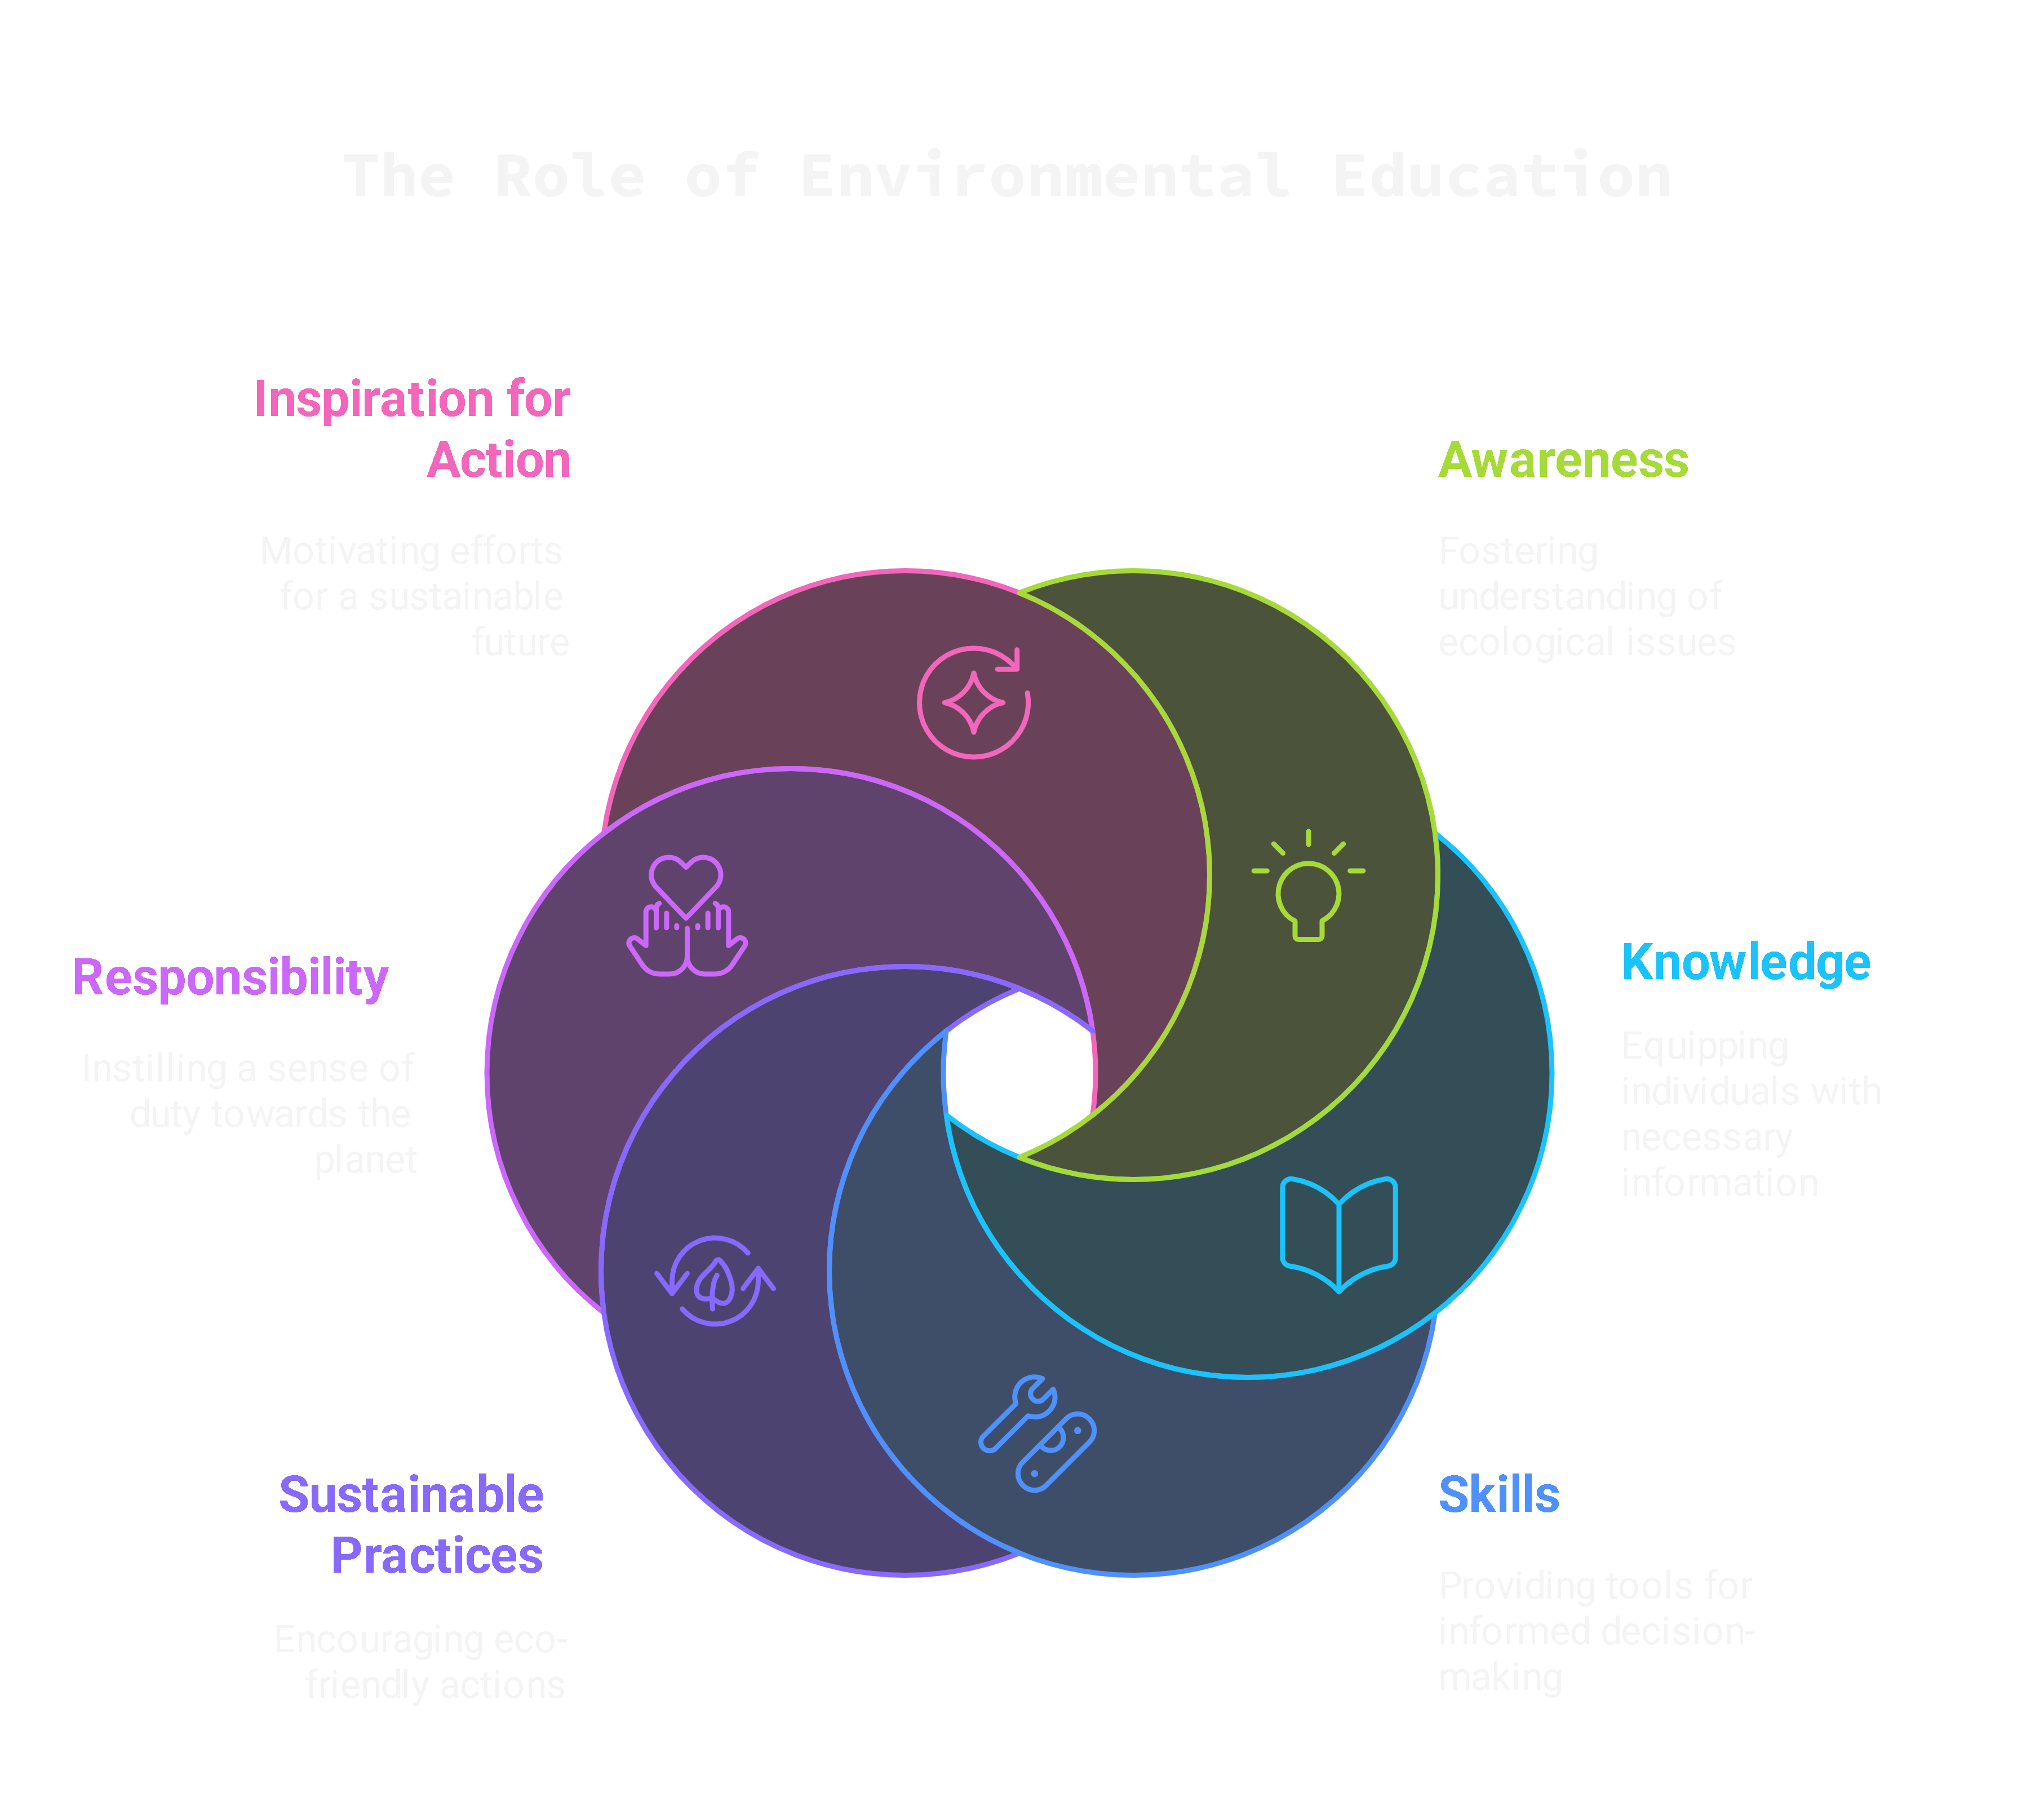 The Role of Environmental Education
Inspiration for
Action
Motivating efforts
for a sustainable
future
Awareness
Fostering
understanding of
ecological issues
Responsibility
Instilling a sense of
duty towards the
planet
Knowledge
Equipping
individuals with
necessary
information
Sustainable
Practices
Encouraging eco-
friendly actions
Skills
Providing tools for
informed decision-
making